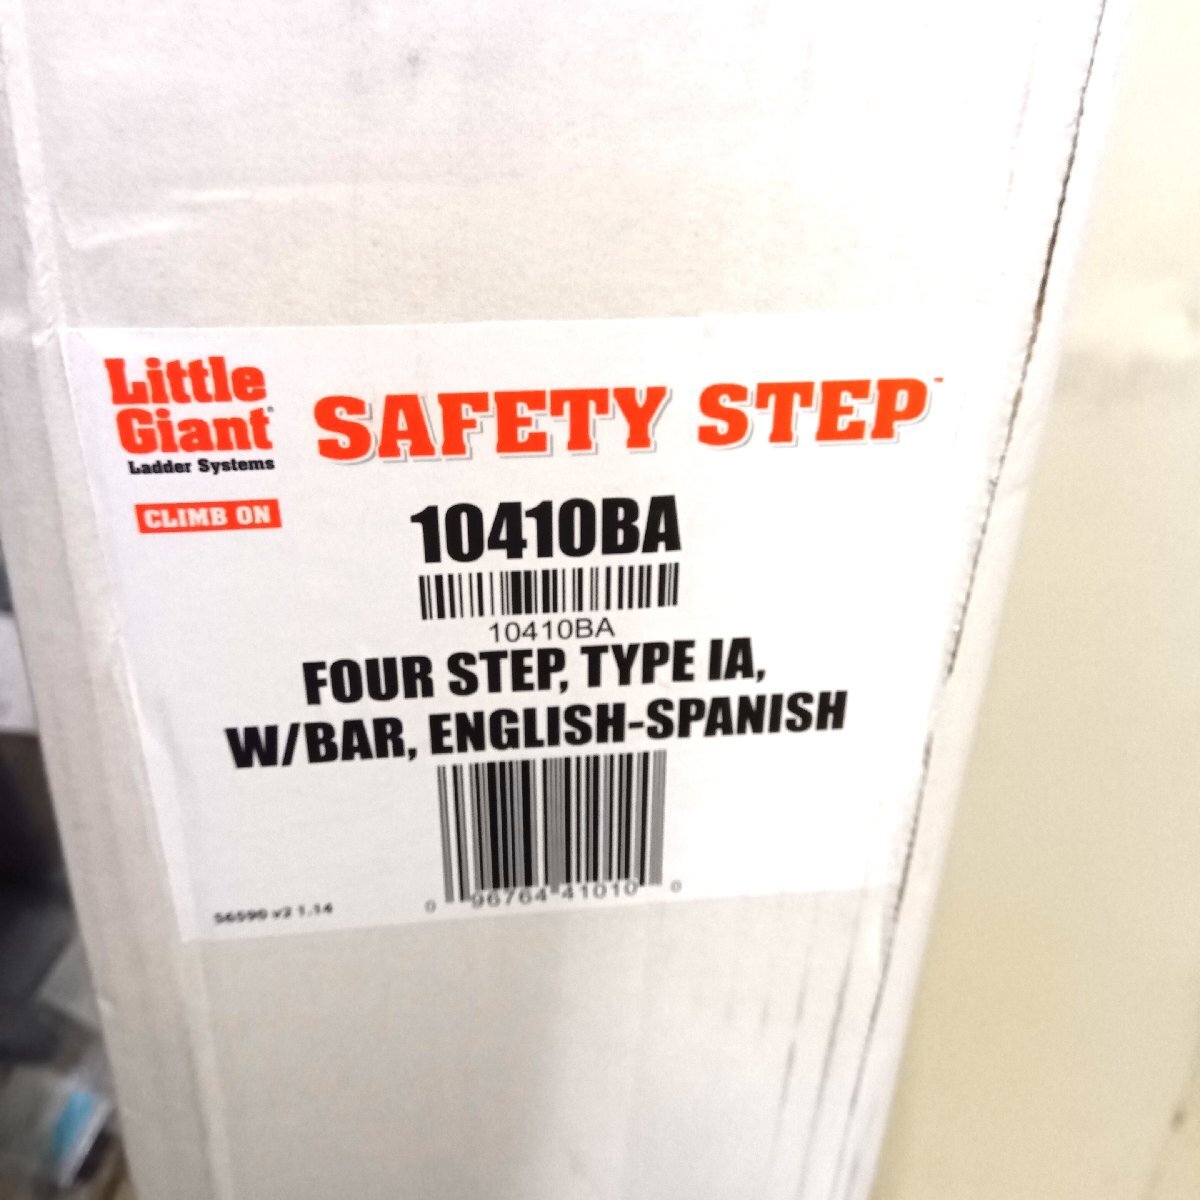 Little
Giant®
Ladder Systems
CLIMB ON
SAFETY STEP™
10410BA
10410BA
FOUR STEP, TYPE IA,
W/BAR, ENGLISH-SPANISH
0 96764 41010 0
56590 v2 1.14